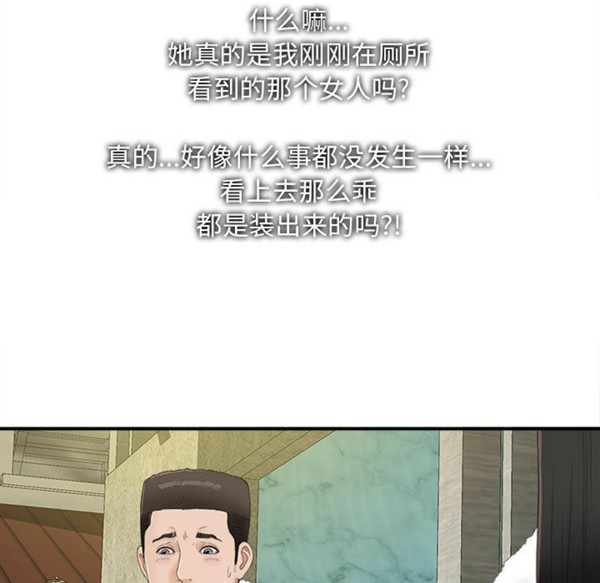 什么嘛...
她真的是我刚刚在厕所
看到的那个女人吗?
真的...好像什么事都没发生一样...
看上去那么乖
都是装出来的吗?!